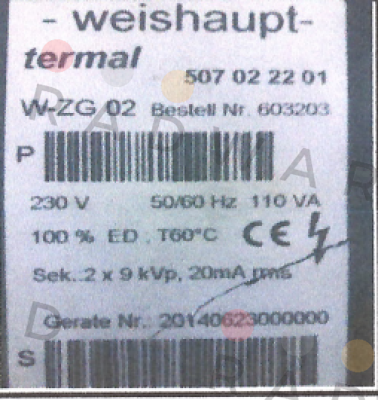 - weishaupt-
termal
507 02 22 01
W-ZG 02 Bestell Nr. 603203
P
230 V 50/60 Hz 110 VA
100 % ED , T60°C CE
Sek..2 x 9 kVp, 20mA rms
Gerate Nr.: 20140623000000
S
RADWAR